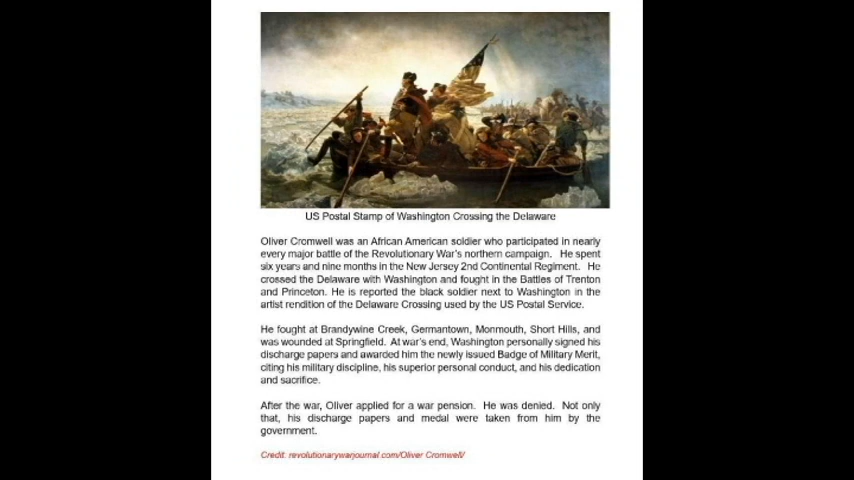 US Postal Stamp of Washington Crossing the Delaware
Oliver Cromwell was an African American soldier who participated in nearly
every major battle of the Revolutionary War's northern campaign. He spent
six years and nine months in the New Jersey 2nd Continental Regiment. He
crossed the Delaware with Washington and fought in the Battles of Trenton
and Princeton. He is reported the black soldier next to Washington in the
artist rendition of the Delaware Crossing used by the US Postal Service.
He fought at Brandywine Creek, Germantown, Monmouth, Short Hills, and
was wounded at Springfield. At war's end, Washington personally signed his
discharge papers and awarded him the newly issued Badge of Military Merit,
citing his military discipline, his superior personal conduct, and his dedication
and sacrifice.
After the war, Oliver applied for a war pension. He was denied. Not only
that, his discharge papers and medal were taken from him by the
government.
Credit: revolutionarywarjournal.com/Oliver Cromwell/